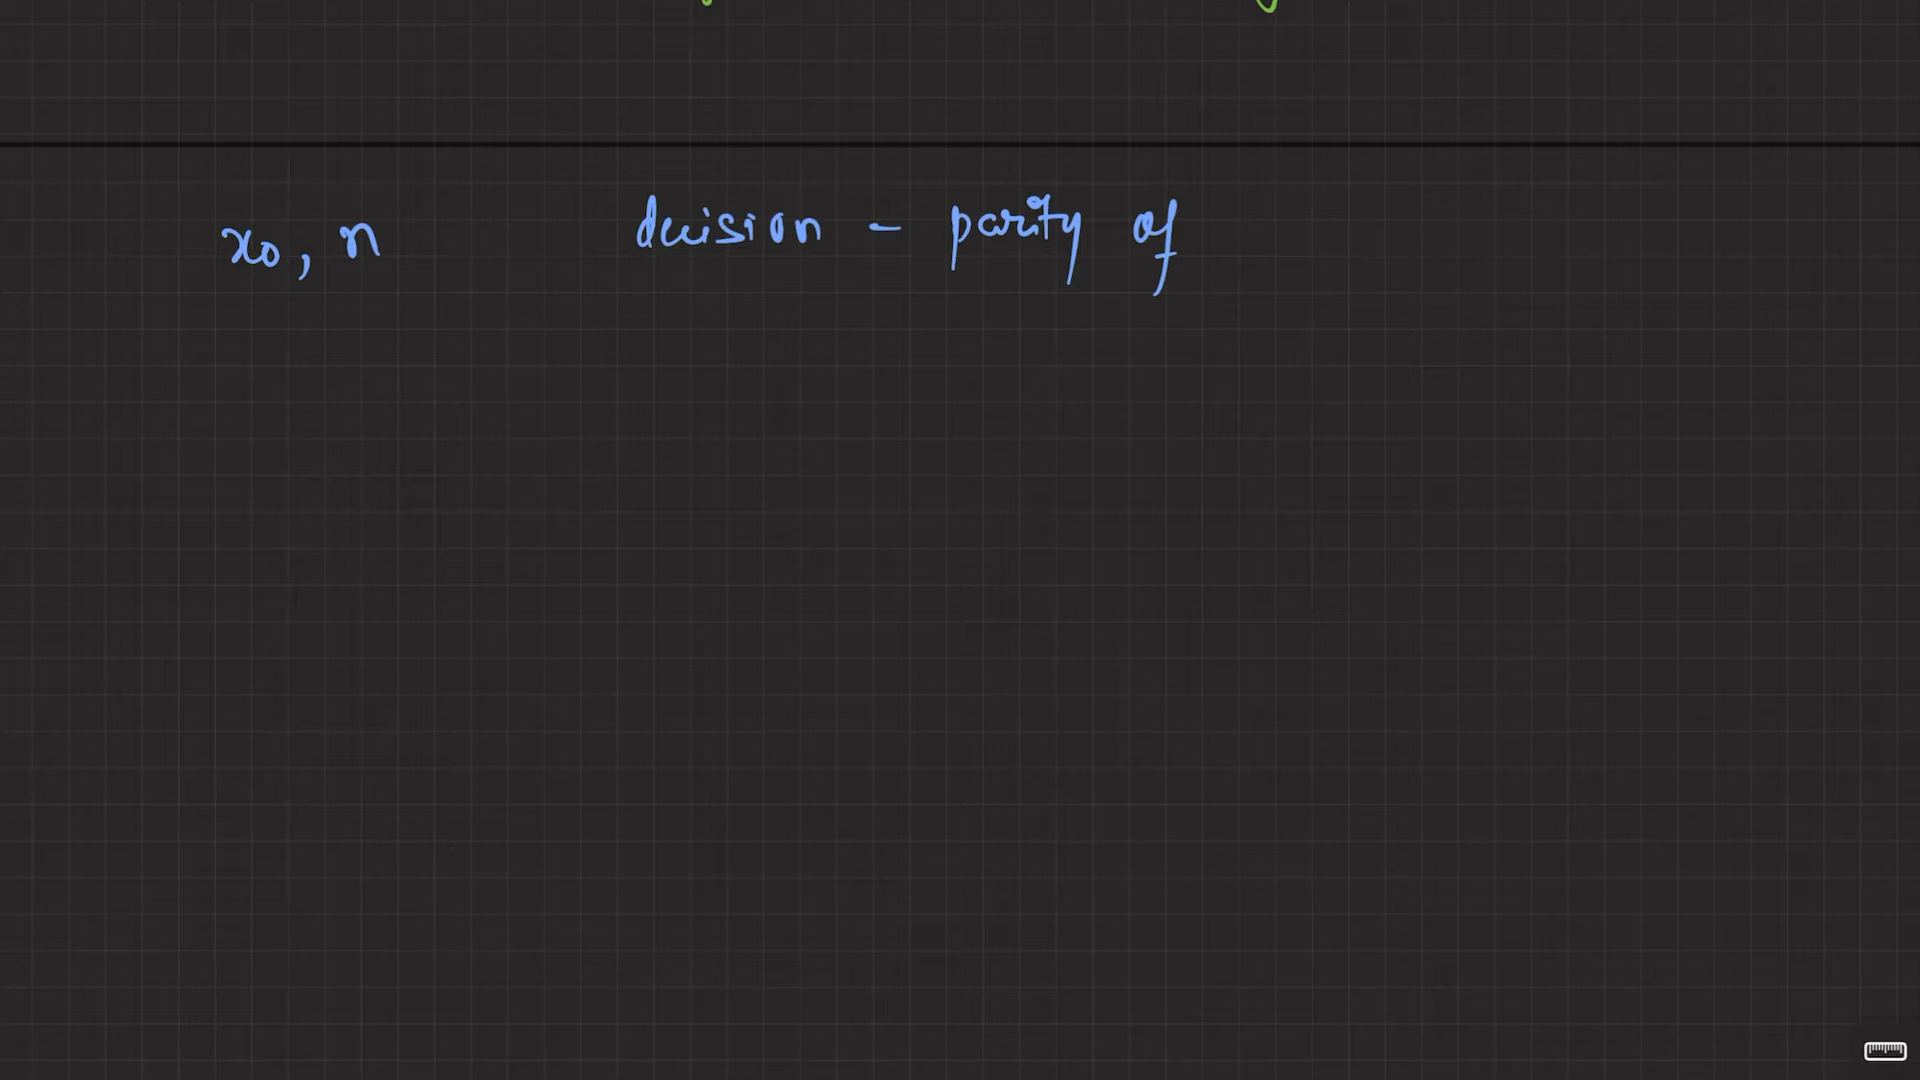 x₀, n decision - parity of